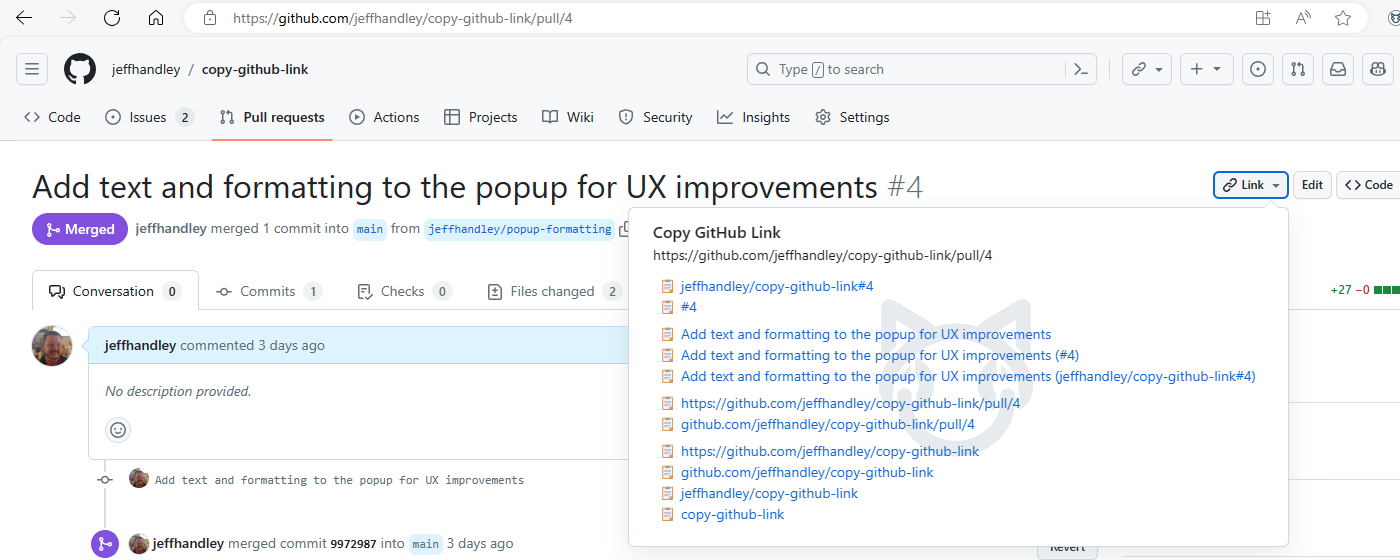 https://github.com/jeffhandley/copy-github-link/pull/4
jeffhandley / copy-github-link
Type / to search
Code
Issues 2
Pull requests
Actions
Projects
Wiki
Security
Insights
Settings
Add text and formatting to the popup for UX improvements #4
Link
Edit
Code
Merged
jeffhandley merged 1 commit into main from jeffhandley/popup-formatting
Copy GitHub Link
https://github.com/jeffhandley/copy-github-link/pull/4
jeffhandley/copy-github-link#4
#4
Add text and formatting to the popup for UX improvements
Add text and formatting to the popup for UX improvements (#4)
Add text and formatting to the popup for UX improvements (jeffhandley/copy-github-link#4)
https://github.com/jeffhandley/copy-github-link/pull/4
github.com/jeffhandley/copy-github-link/pull/4
https://github.com/jeffhandley/copy-github-link
github.com/jeffhandley/copy-github-link
jeffhandley/copy-github-link
copy-github-link
Conversation 0
Commits 1
Checks 0
Files changed 2
+27 −0
jeffhandley commented 3 days ago
No description provided.
Add text and formatting to the popup for UX improvements
jeffhandley merged commit 9972987 into main 3 days ago
Revert